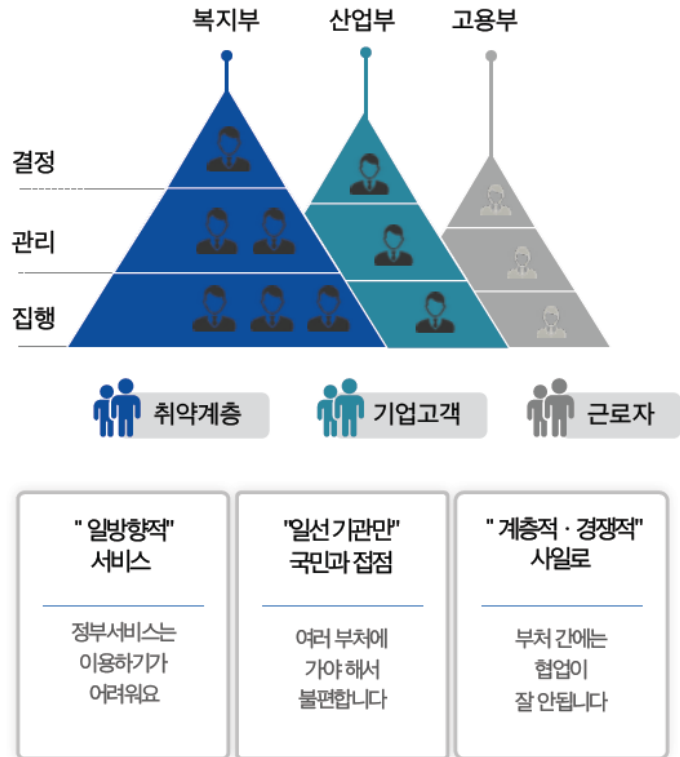 복지부 산업부 고용부
결정
관리
집행
취약계층 기업고객 근로자
" 일방향적"
서비스
정부서비스는
이용하기가
어려워요
"일선 기관만"
국민과 접점
여러 부처에
가야 해서
불편합니다
" 계층적 · 경쟁적"
사일로
부처 간에는
협업이
잘 안됩니다